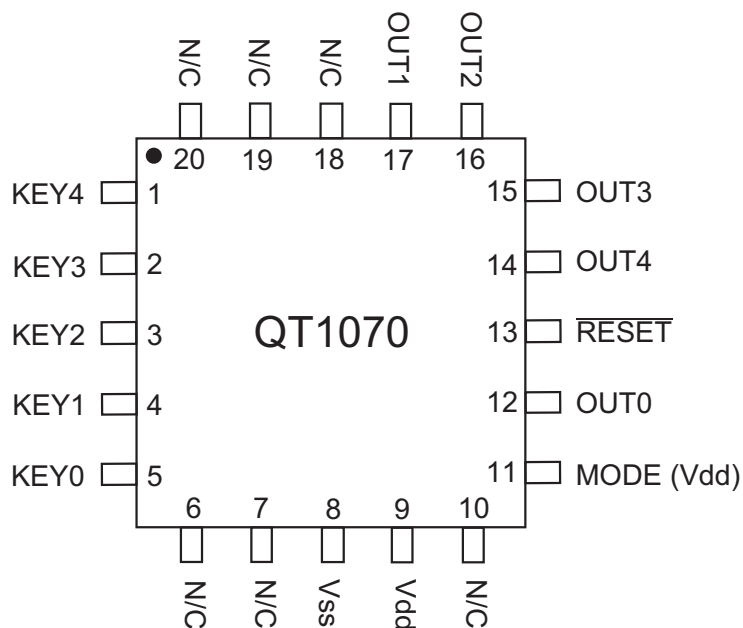 N/C
N/C
N/C
OUT1
OUT2
20
19
18
17
16
KEY4
1
15
OUT3
KEY3
2
14
OUT4
KEY2
3
QT1070
13
RESET
KEY1
4
12
OUT0
KEY0
5
11
MODE (Vdd)
6
7
8
9
10
N/C
N/C
Vss
Vdd
N/C